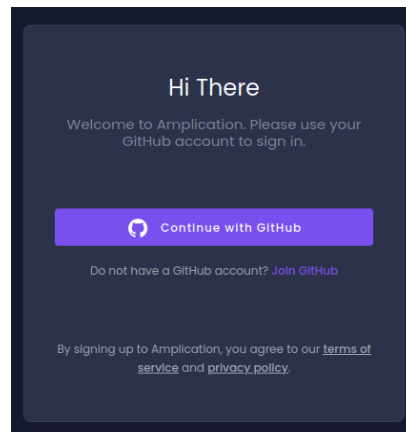 Hi There
Welcome to Amplication. Please use your
GitHub account to sign in.
Continue with GitHub
Do not have a GitHub account? Join GitHub
By signing up to Amplication, you agree to our terms of
service and privacy policy.